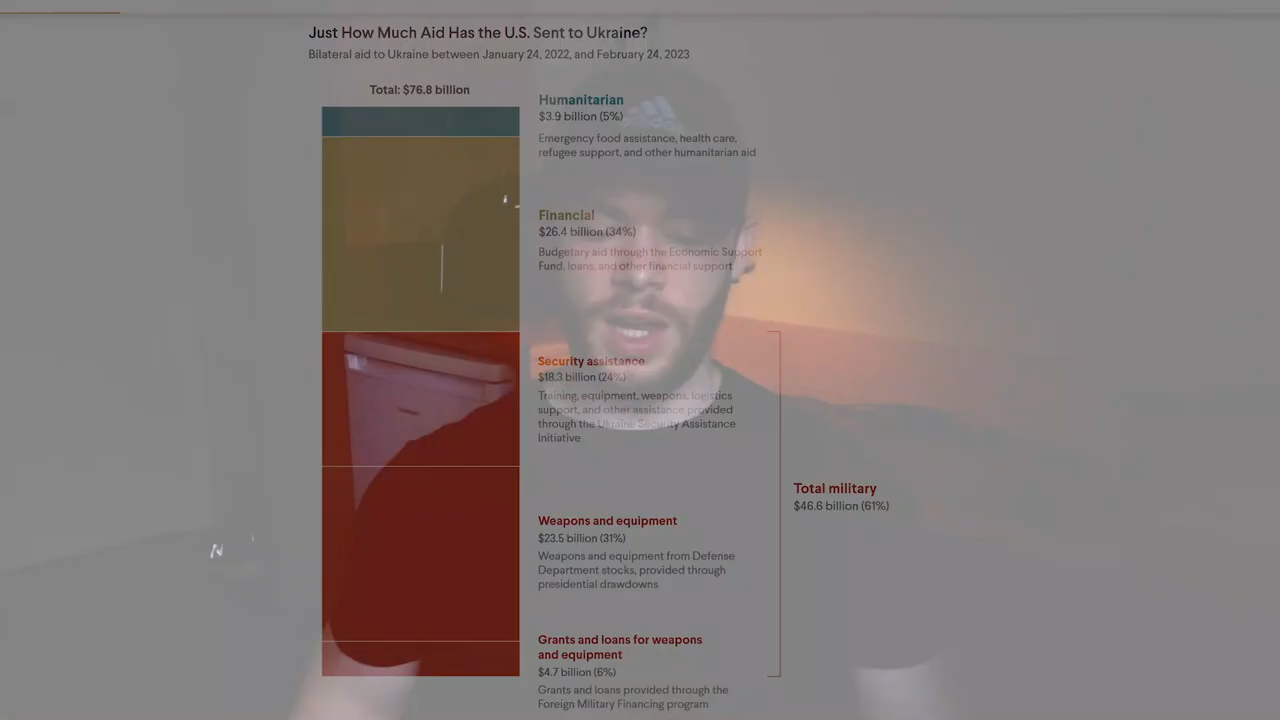 Just How Much Aid Has the U.S. Sent to Ukraine?
Bilateral aid to Ukraine between January 24, 2022, and February 24, 2023
Total: $76.8 billion
Humanitarian
$3.9 billion (5%)
Emergency food assistance, health care,
refugee support, and other humanitarian aid
Financial
$26.4 billion (34%)
Budgetary aid through the Economic Support
Fund, loans, and other financial support
Security assistance
$18.3 billion (24%)
Training, equipment, weapons, logistics
support, and other assistance provided
through the Ukraine Security Assistance
Initiative
Total military
$46.6 billion (61%)
Weapons and equipment
$23.5 billion (31%)
Weapons and equipment from Defense
Department stocks, provided through
presidential drawdowns
Grants and loans for weapons
and equipment
$4.7 billion (6%)
Grants and loans provided through the
Foreign Military Financing program